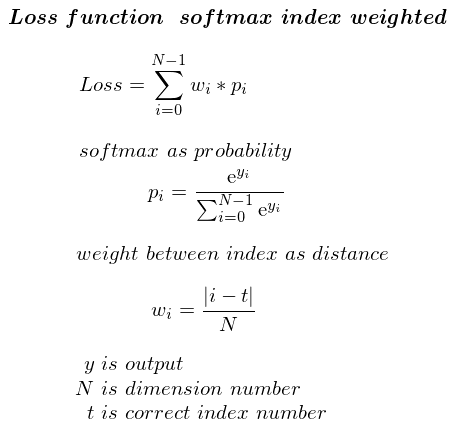 Loss function softmax index weighted
Loss = \sum_{i=0}^{N-1} w_i * p_i
softmax as probability
p_i = \frac{e^{y_i}}{\sum_{i=0}^{N-1} e^{y_i}}
weight between index as distance
w_i = \frac{|i - t|}{N}
y is output
N is dimension number
t is correct index number